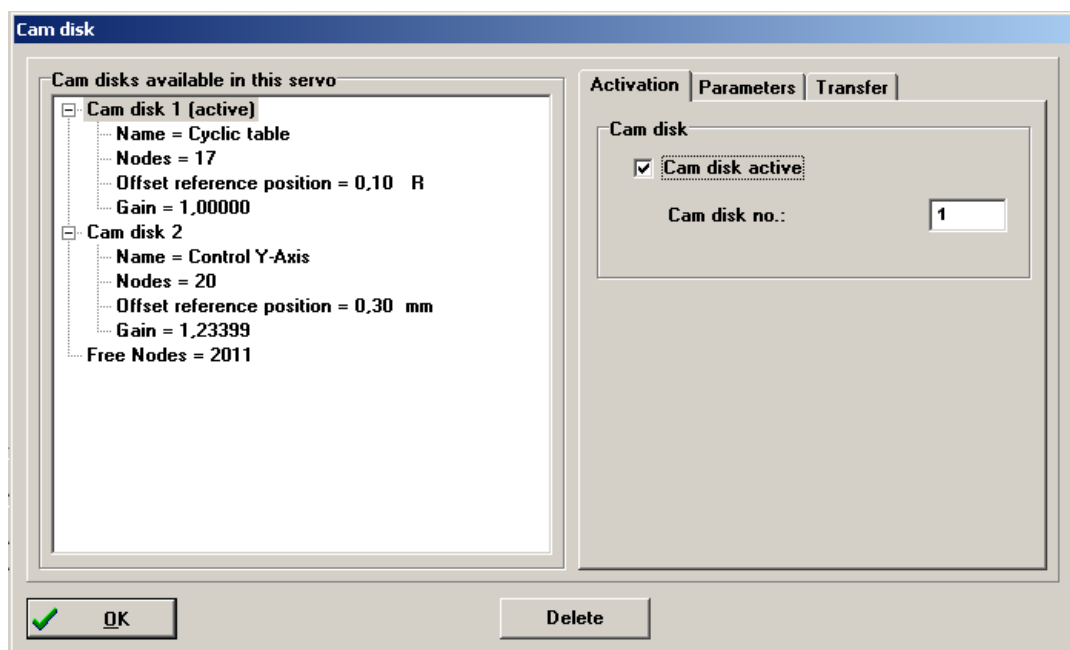 Cam disk
Cam disks available in this servo
Cam disk 1 (active)
Name = Cyclic table
Nodes = 17
Offset reference position = 0,10 R
Gain = 1,00000
Cam disk 2
Name = Control Y-Axis
Nodes = 20
Offset reference position = 0,30 mm
Gain = 1,23399
Free Nodes = 2011
Activation Parameters Transfer
Cam disk
Cam disk active
Cam disk no.: 1
OK
Delete